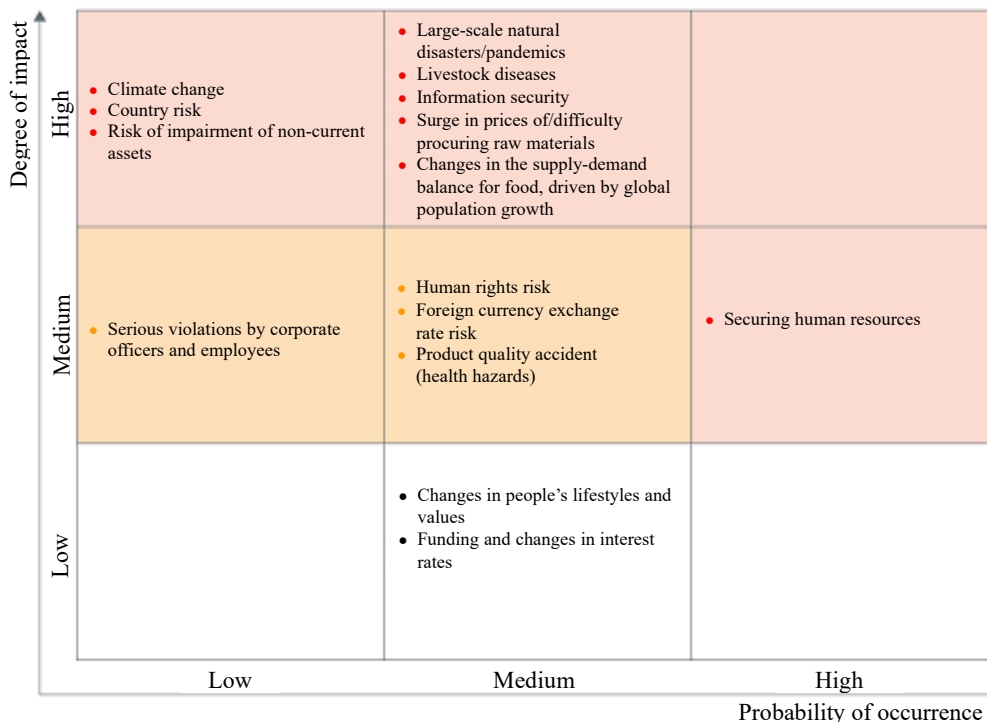 Degree of impact
High
● Climate change
● Country risk
● Risk of impairment of non-current
assets
● Large-scale natural
disasters/pandemics
● Livestock diseases
● Information security
● Surge in prices of/difficulty
procuring raw materials
● Changes in the supply-demand
balance for food, driven by global
population growth
Medium
● Serious violations by corporate
officers and employees
● Human rights risk
● Foreign currency exchange
rate risk
● Product quality accident
(health hazards)
● Securing human resources
Low
● Changes in people’s lifestyles and
values
● Funding and changes in interest
rates
Low
Medium
High
Probability of occurrence